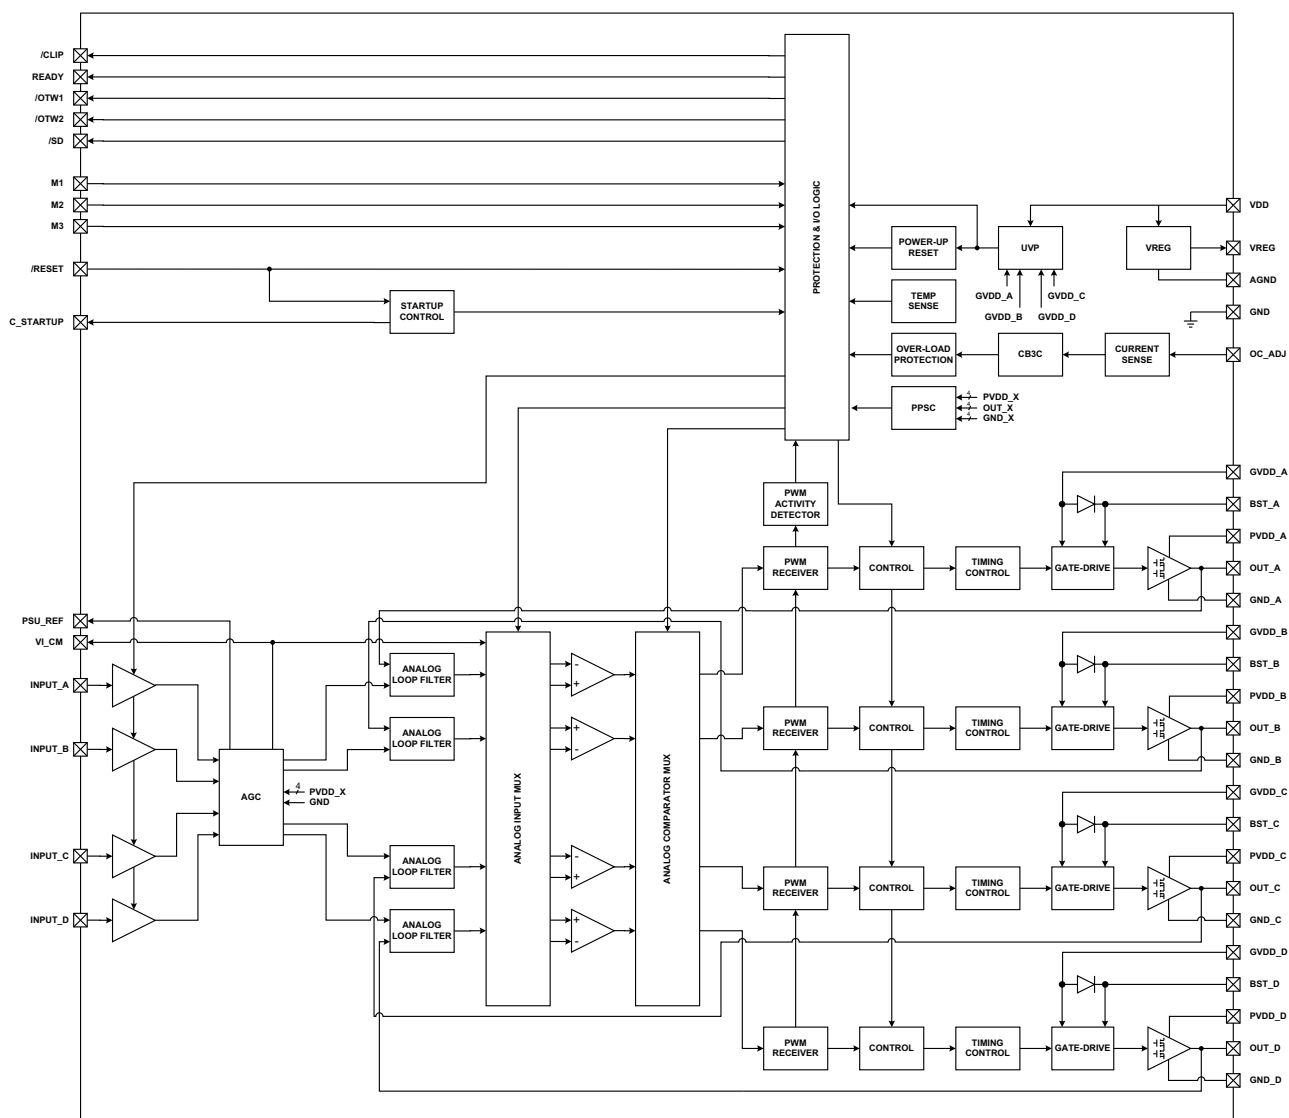 /CLIP
READY
/OTW1
/OTW2
/SD
M1
M2
M3
/RESET
C_STARTUP
STARTUP
CONTROL
PROTECTION & I/O LOGIC
POWER-UP
RESET
UVP
VREG
TEMP
SENSE
GVDD_A
GVDD_C
GVDD_B
GVDD_D
OVER-LOAD
PROTECTION
CB3C
CURRENT
SENSE
PPSC
4
PVDD_X
4
OUT_X
4
GND_X
VDD
VREG
AGND
GND
OC_ADJ
PWM
ACTIVITY
DETECTOR
PWM
RECEIVER
CONTROL
TIMING
CONTROL
GATE-DRIVE
GVDD_A
BST_A
PVDD_A
OUT_A
GND_A
PSU_REF
VI_CM
INPUT_A
INPUT_B
INPUT_C
INPUT_D
AGC
4
PVDD_X
GND
ANALOG
LOOP FILTER
ANALOG
LOOP FILTER
ANALOG
LOOP FILTER
ANALOG
LOOP FILTER
ANALOG INPUT MUX
-
+
+
-
-
+
+
-
ANALOG COMPARATOR MUX
PWM
RECEIVER
CONTROL
TIMING
CONTROL
GATE-DRIVE
GVDD_B
BST_B
PVDD_B
OUT_B
GND_B
PWM
RECEIVER
CONTROL
TIMING
CONTROL
GATE-DRIVE
GVDD_C
BST_C
PVDD_C
OUT_C
GND_C
PWM
RECEIVER
CONTROL
TIMING
CONTROL
GATE-DRIVE
GVDD_D
BST_D
PVDD_D
OUT_D
GND_D